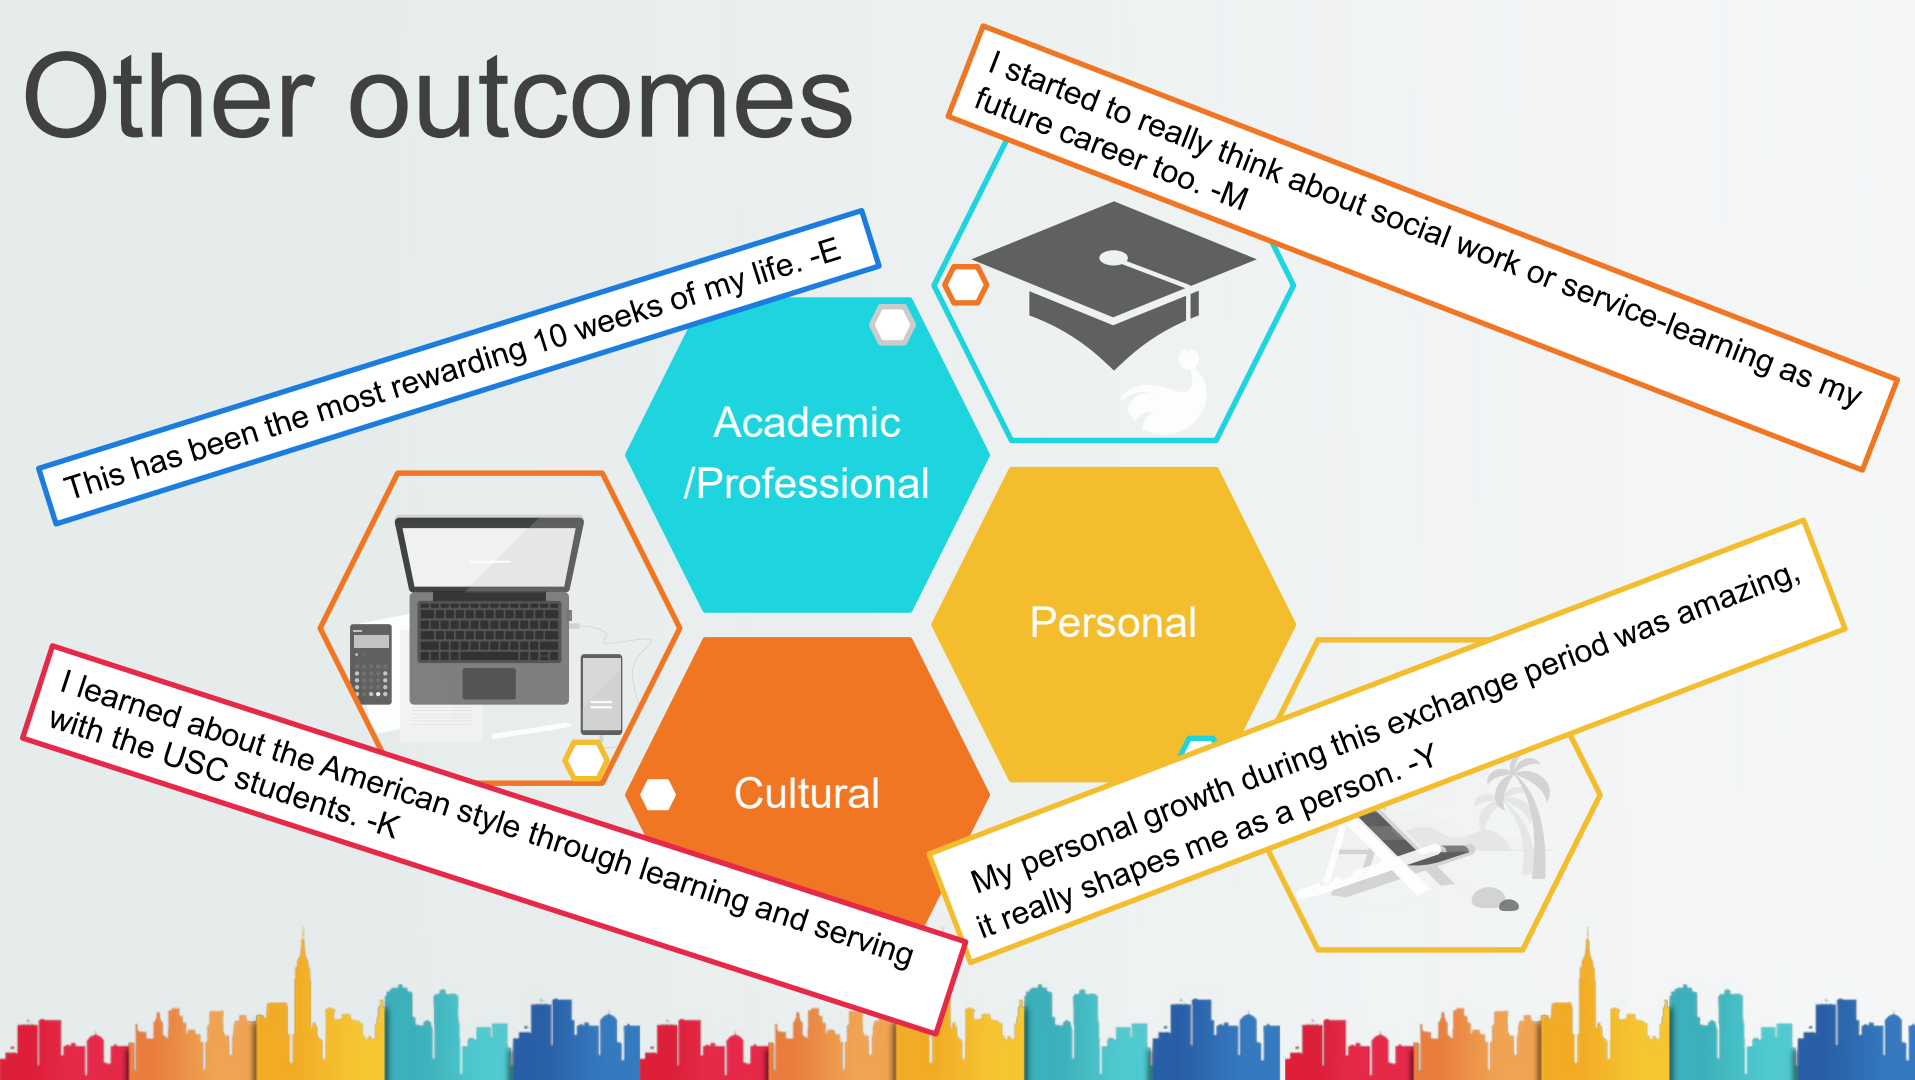 Other outcomes
I started to really think about social work or service-learning as my
future career too. -M
This has been the most rewarding 10 weeks of my life. -E
Academic
/Professional
Personal
My personal growth during this exchange period was amazing,
it really shapes me as a person. -Y
I learned about the American style through learning and serving
with the USC students. -K
Cultural